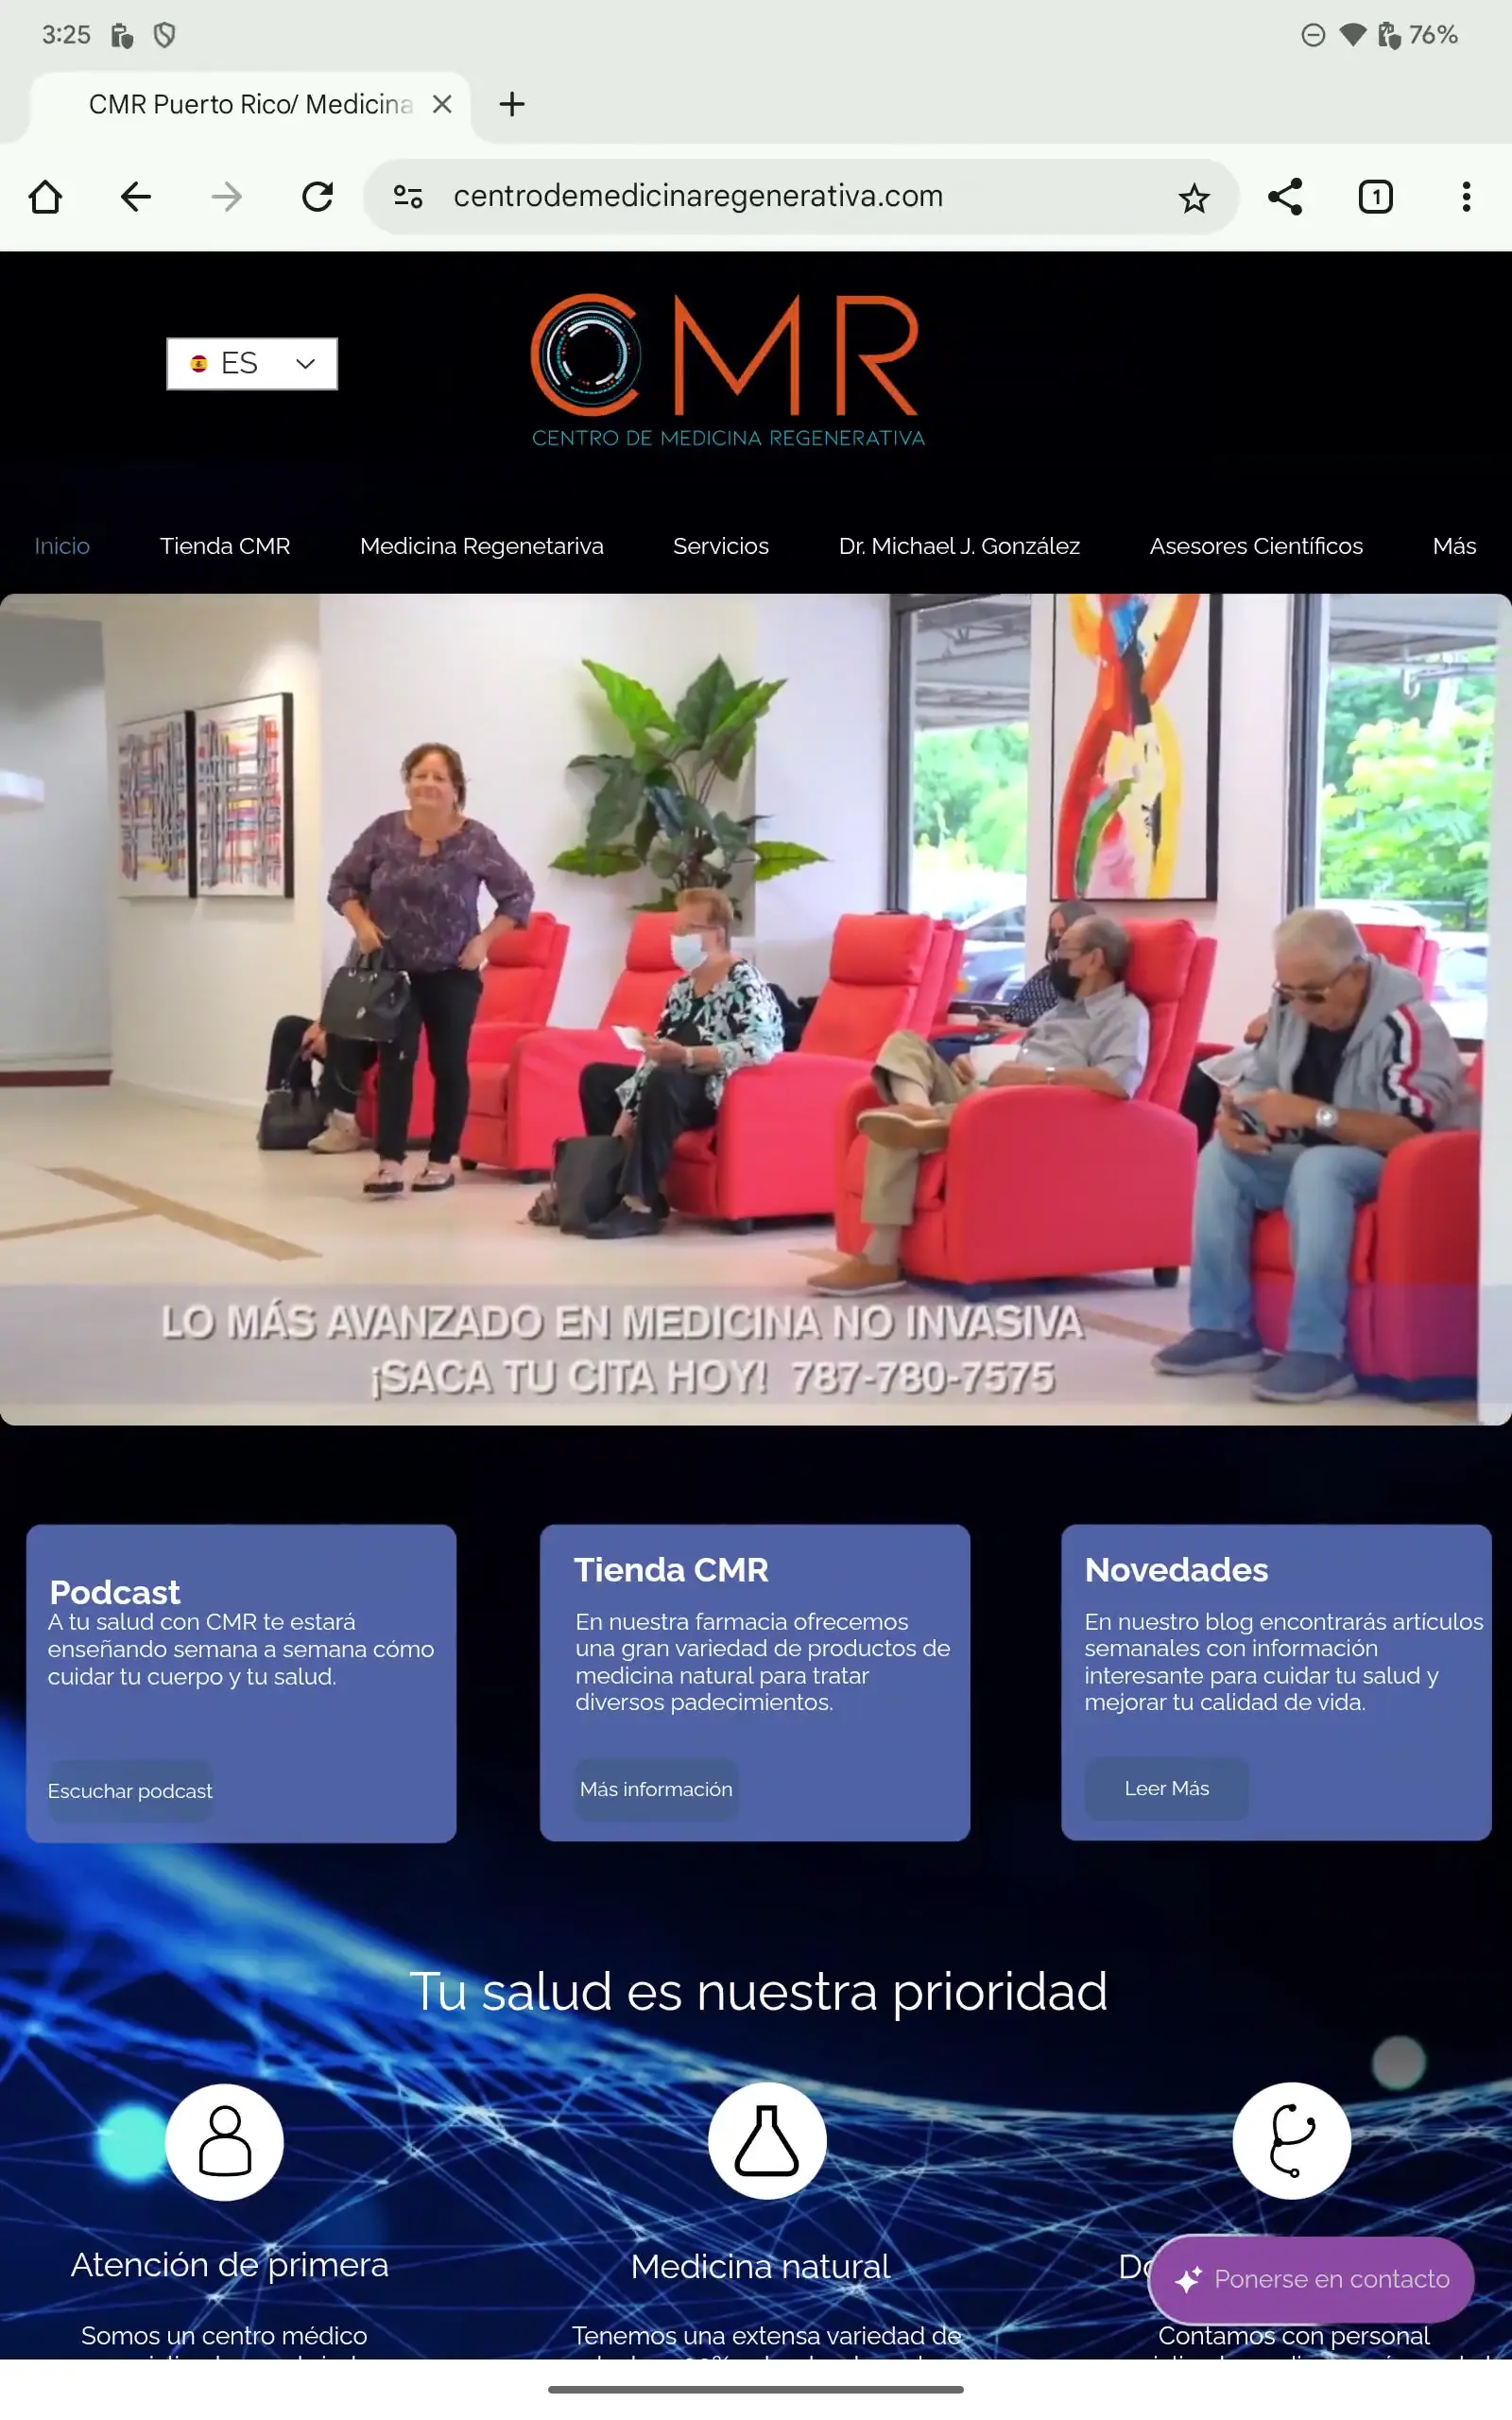 3:25
76%
CMR Puerto Rico/ Medicina
centrodemedicinaregenerativa.com
1
ES
CMR
CENTRO DE MEDICINA REGENERATIVA
Inicio Tienda CMR Medicina Regenetariva Servicios Dr. Michael J. González Asesores Científicos Más
LO MÁS AVANZADO EN MEDICINA NO INVASIVA
¡SACA TU CITA HOY! 787-780-7575
Podcast
A tu salud con CMR te estará
enseñando semana a semana cómo
cuidar tu cuerpo y tu salud.
Escuchar podcast
Tienda CMR
En nuestra farmacia ofrecemos
una gran variedad de productos de
medicina natural para tratar
diversos padecimientos.
Más información
Novedades
En nuestro blog encontrarás artículos
semanales con información
interesante para cuidar tu salud y
mejorar tu calidad de vida.
Leer Más
Tu salud es nuestra prioridad
Atención de primera
Somos un centro médico
Medicina natural
Tenemos una extensa variedad de
Ponerse en contacto
Contamos con personal